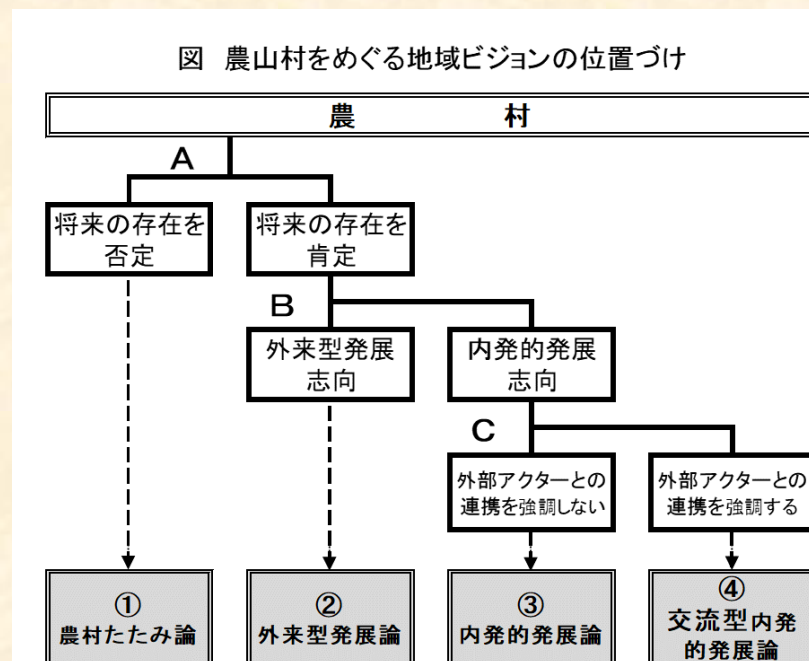 図　農山村をめぐる地域ビジョンの位置づけ
農　　　村
A
将来の存在を
否定
将来の存在を
肯定
B
外来型発展
志向
内発的発展
志向
C
外部アクターとの
連携を強調しない
外部アクターとの
連携を強調する
①
農村たたみ論
②
外来型発展論
③
内発的発展論
④
交流型内発
的発展論